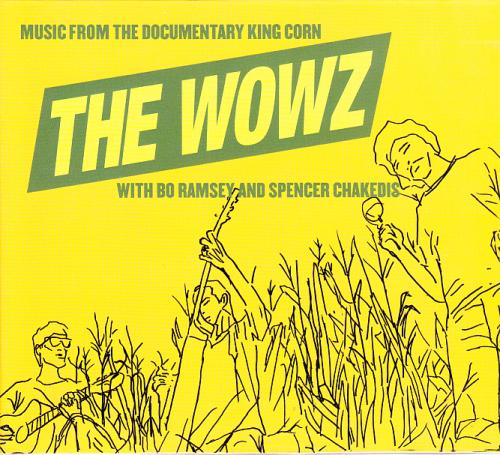 MUSIC FROM THE DOCUMENTARY KING CORN
THE WOWZ
WITH BO RAMSEY AND SPENCER CHAKEDIS